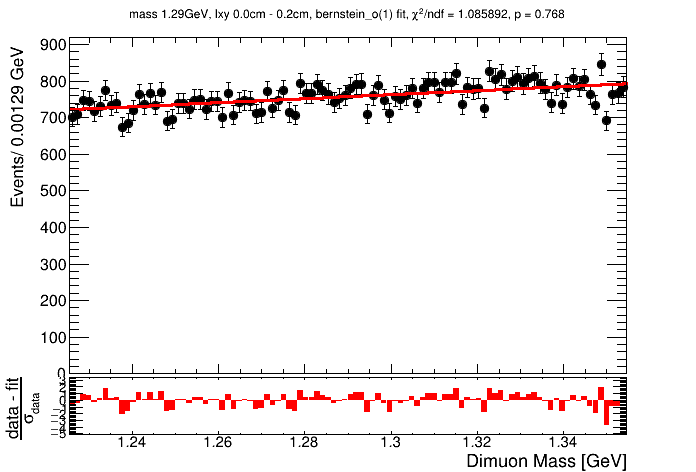 mass 1.29GeV, lxy 0.0cm - 0.2cm, bernstein_o(1) fit, χ²/ndf = 1.085892, p = 0.768
Events/ 0.00129 GeV
900
800
700
600
500
400
300
200
100
0
data - fit
σdata
1.24 1.26 1.28 1.3 1.32 1.34
Dimuon Mass [GeV]